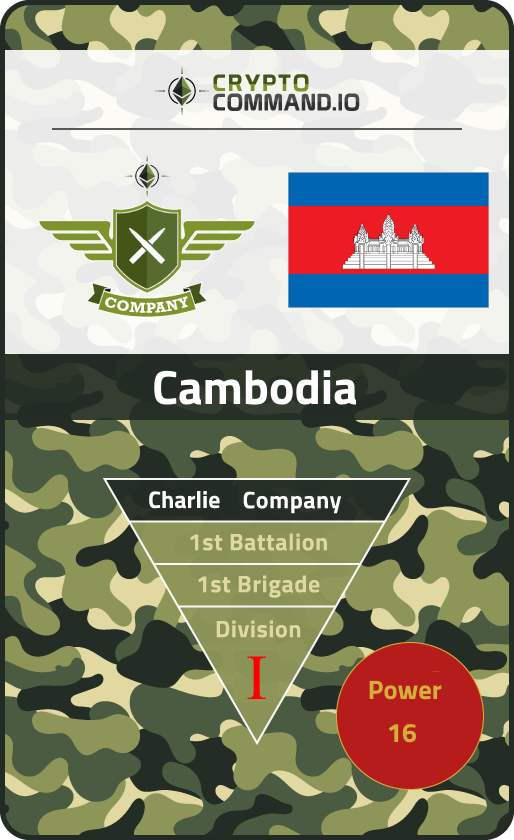 CRYPTO
COMMAND.IO
COMPANY
Cambodia
Charlie Company
1st Battalion
1st Brigade
Division
I
Power
16